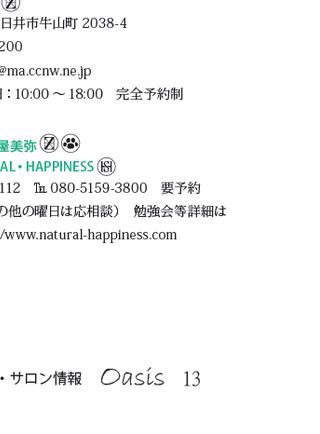 日井市牛山町 2038-4
200
@ma.ccnw.ne.jp
：10:00 ～ 18:00　完全予約制
屋美弥
AL・HAPPINESS
112　℡ 080-5159-3800　要予約
の他の曜日は応相談）　勉強会等詳細は
/www.natural-happiness.com
・サロン情報　Oasis　13